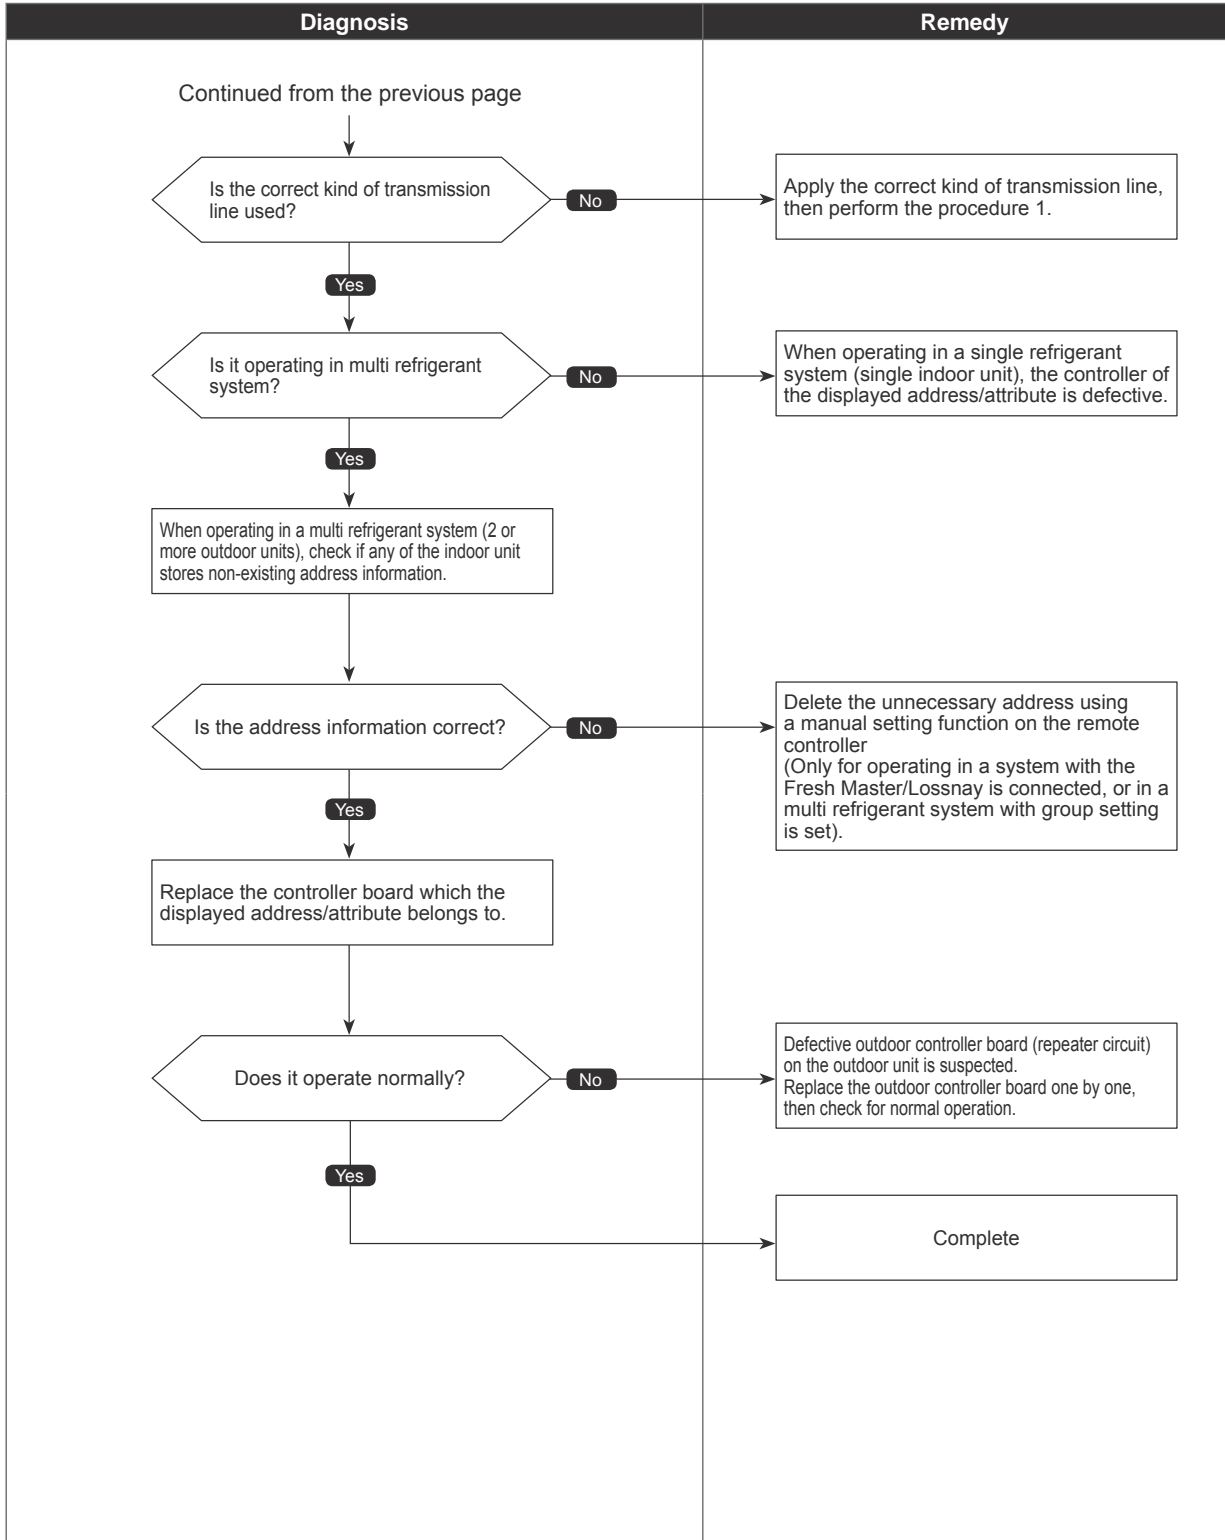 Diagnosis
Remedy
Continued from the previous page
Is the correct kind of transmission
line used?
No
Apply the correct kind of transmission line,
then perform the procedure 1.
Yes
Is it operating in multi refrigerant
system?
No
When operating in a single refrigerant
system (single indoor unit), the controller of
the displayed address/attribute is defective.
Yes
When operating in a multi refrigerant system (2 or
more outdoor units), check if any of the indoor unit
stores non-existing address information.
Is the address information correct?
No
Delete the unnecessary address using
a manual setting function on the remote
controller
(Only for operating in a system with the
Fresh Master/Lossnay is connected, or in a
multi refrigerant system with group setting
is set).
Yes
Replace the controller board which the
displayed address/attribute belongs to.
Does it operate normally?
No
Defective outdoor controller board (repeater circuit)
on the outdoor unit is suspected.
Replace the outdoor controller board one by one,
then check for normal operation.
Yes
Complete